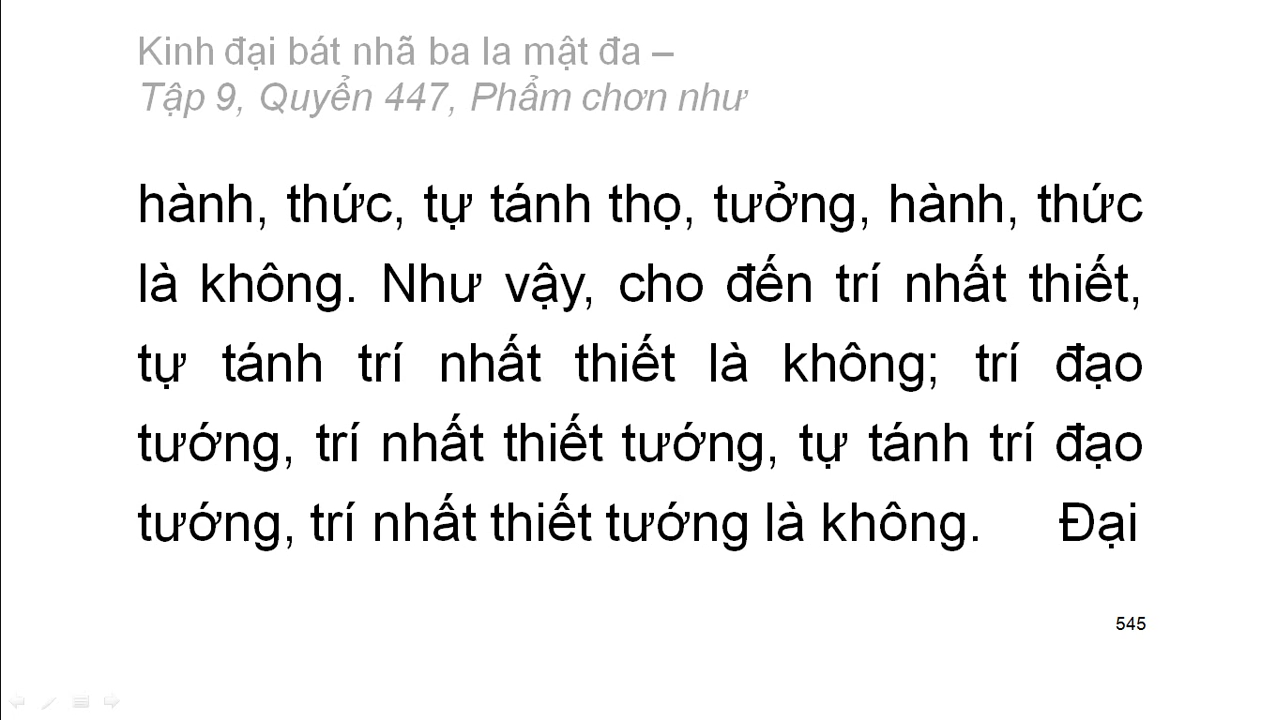 Kinh đại bát nhã ba la mật đa –
Tập 9, Quyển 447, Phẩm chơn như
hành, thức, tự tánh thọ, tưởng, hành, thức
là không. Như vậy, cho đến trí nhất thiết,
tự tánh trí nhất thiết là không; trí đạo
tướng, trí nhất thiết tướng, tự tánh trí đạo
tướng, trí nhất thiết tướng là không. Đại
545